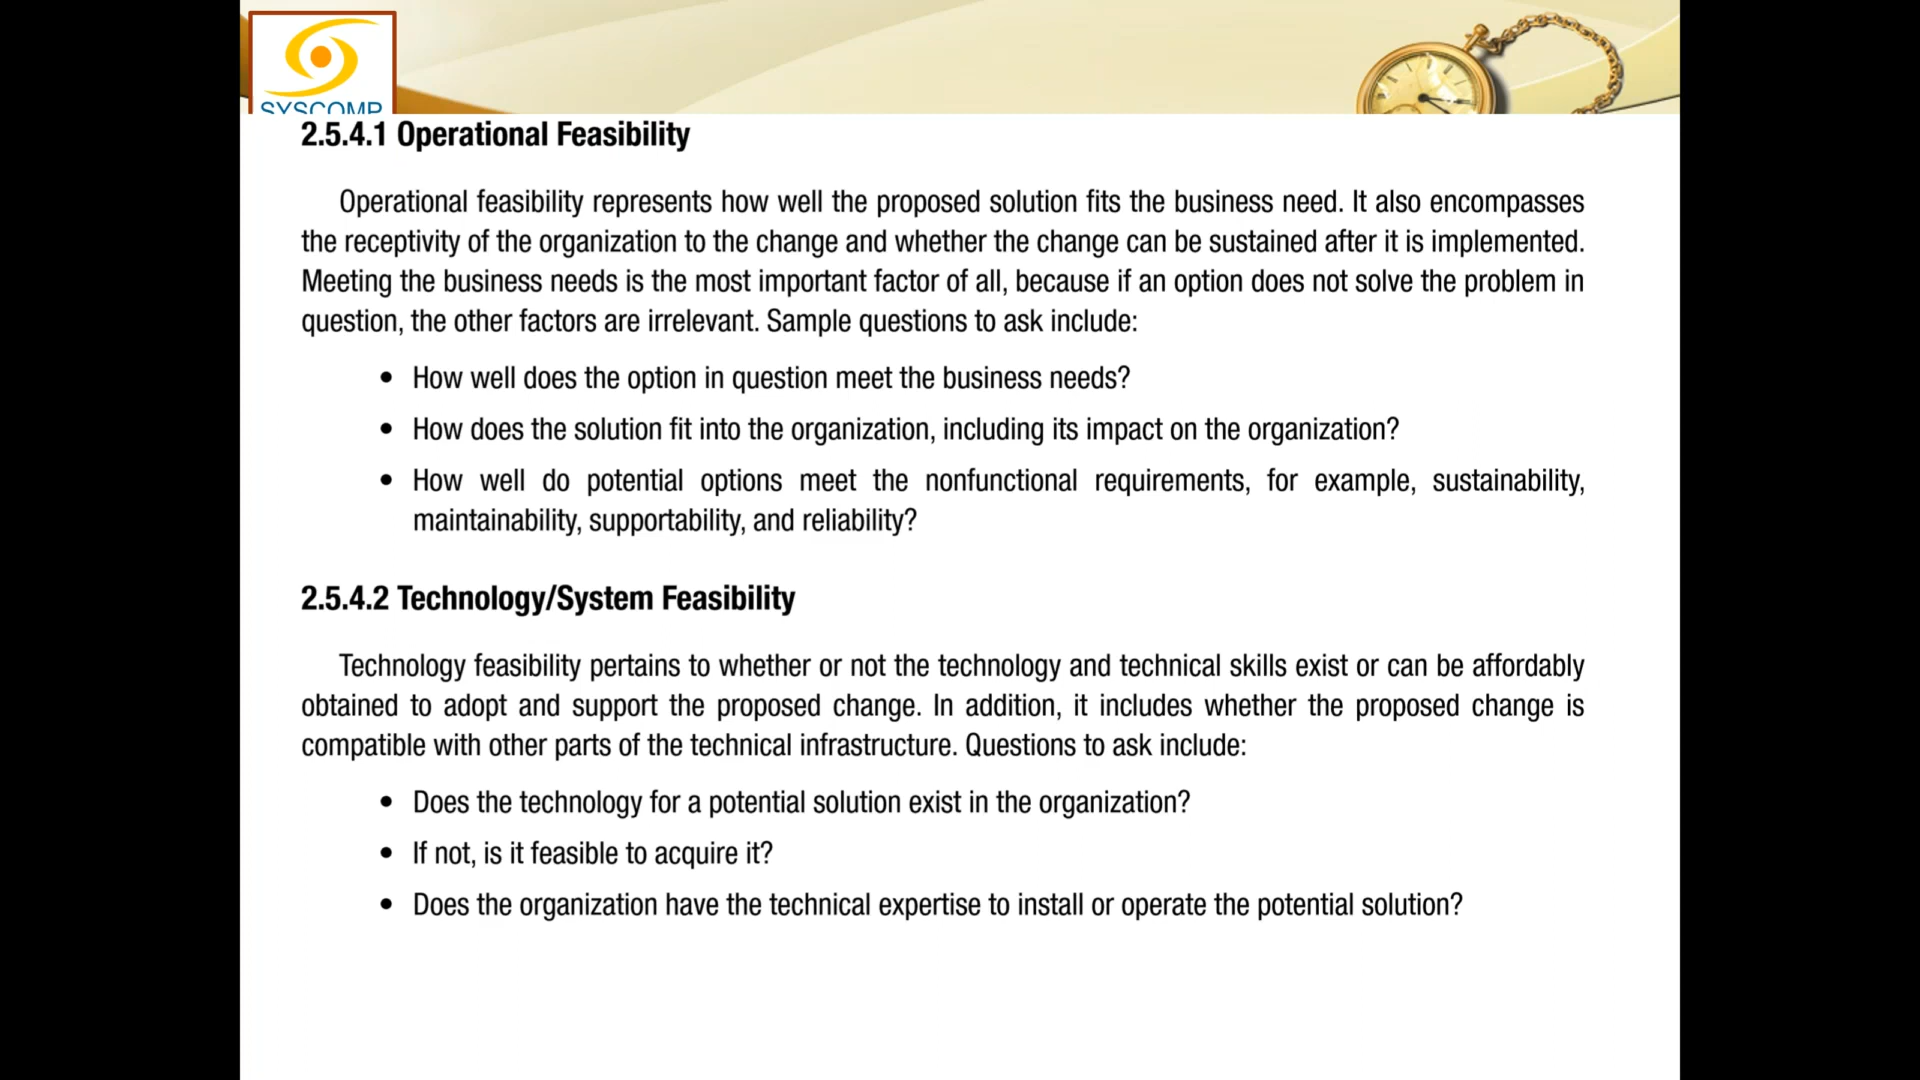 SYSCOMP
2.5.4.1 Operational Feasibility
Operational feasibility represents how well the proposed solution fits the business need. It also encompasses
the receptivity of the organization to the change and whether the change can be sustained after it is implemented.
Meeting the business needs is the most important factor of all, because if an option does not solve the problem in
question, the other factors are irrelevant. Sample questions to ask include:
• How well does the option in question meet the business needs?
• How does the solution fit into the organization, including its impact on the organization?
• How well do potential options meet the nonfunctional requirements, for example, sustainability,
maintainability, supportability, and reliability?
2.5.4.2 Technology/System Feasibility
Technology feasibility pertains to whether or not the technology and technical skills exist or can be affordably
obtained to adopt and support the proposed change. In addition, it includes whether the proposed change is
compatible with other parts of the technical infrastructure. Questions to ask include:
• Does the technology for a potential solution exist in the organization?
• If not, is it feasible to acquire it?
• Does the organization have the technical expertise to install or operate the potential solution?